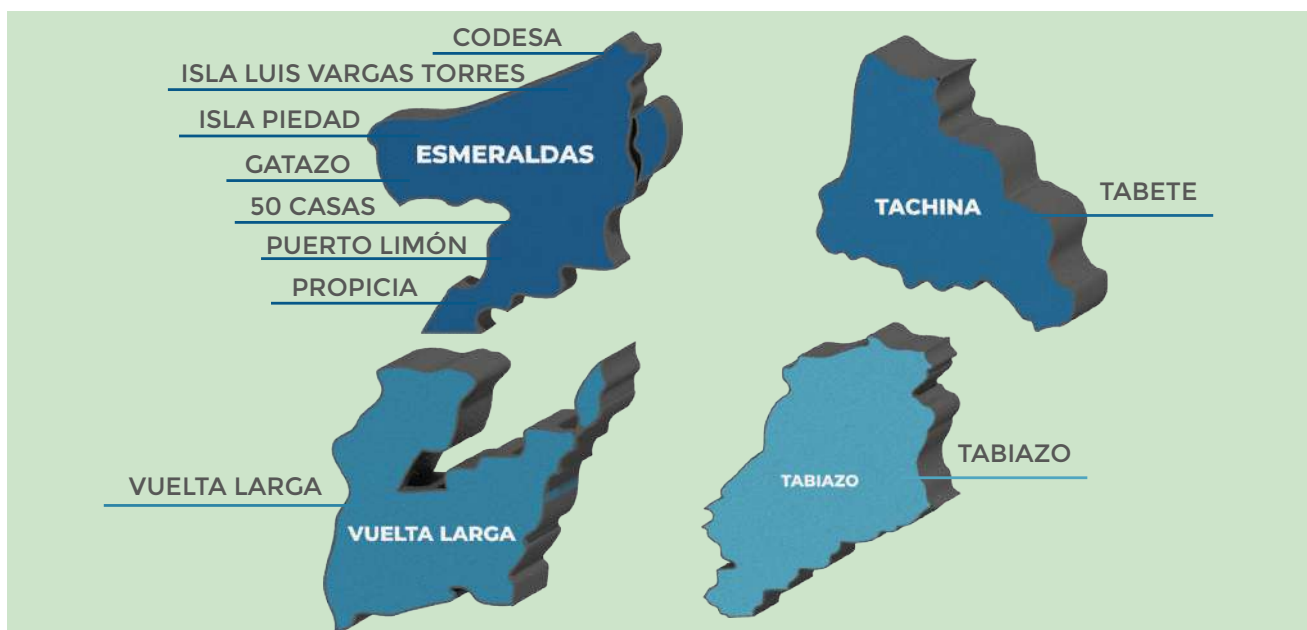 CODESA
ISLA LUIS VARGAS TORRES
ISLA PIEDAD
GATAZO
50 CASAS
PUERTO LIMÓN
PROPICIA
ESMERALDAS
TACHINA
TABETE
VUELTA LARGA
VUELTA LARGA
TABIAZO
TABIAZO